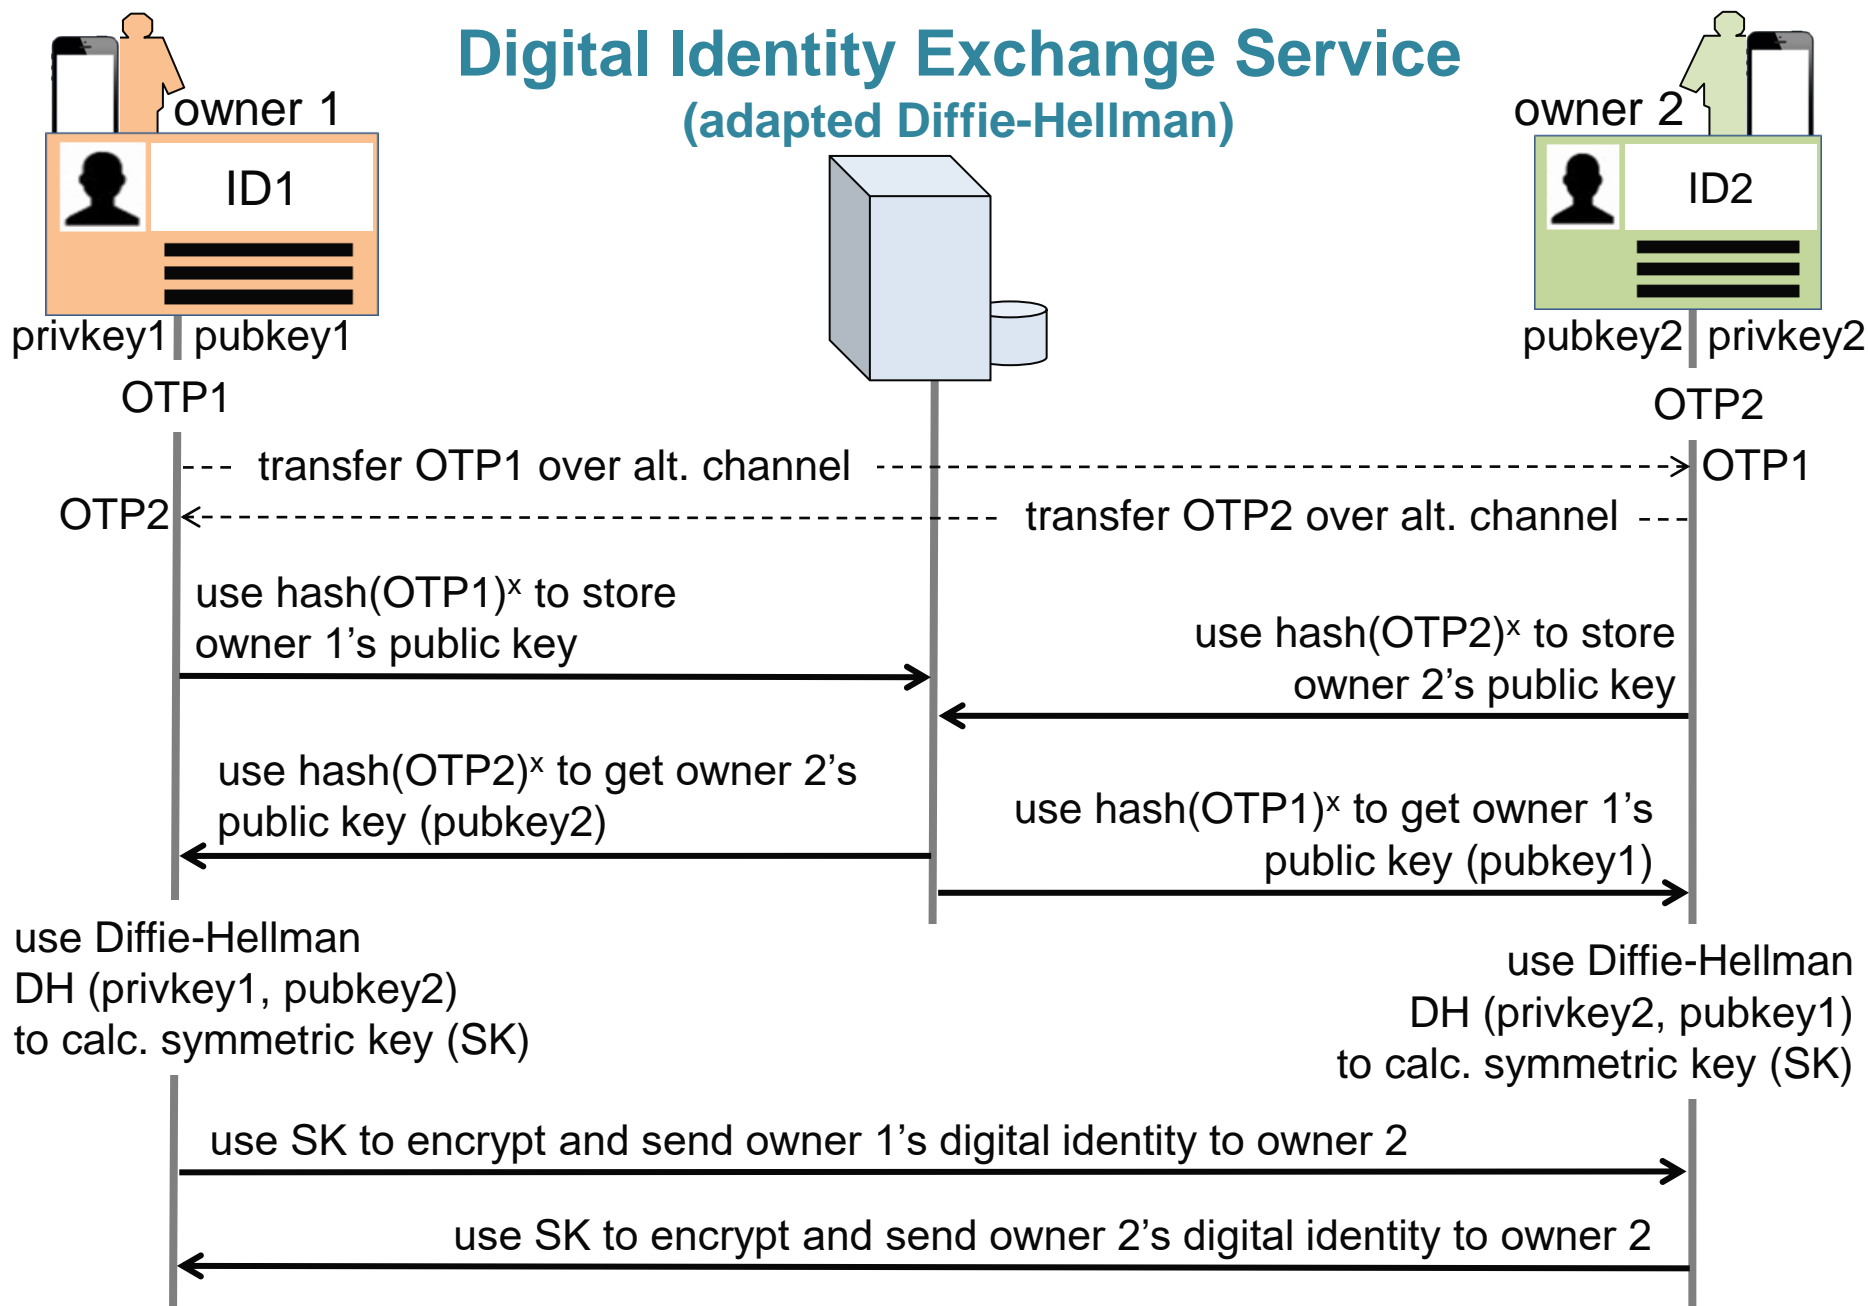 Digital Identity Exchange Service
(adapted Diffie-Hellman)
owner 1
owner 2
ID1
ID2
privkey1
pubkey1
pubkey2
privkey2
OTP1
OTP2
transfer OTP1 over alt. channel
OTP1
OTP2
transfer OTP2 over alt. channel
use hash(OTP1)ˣ to store
owner 1’s public key
use hash(OTP2)ˣ to store
owner 2’s public key
use hash(OTP2)ˣ to get owner 2’s
public key (pubkey2)
use hash(OTP1)ˣ to get owner 1’s
public key (pubkey1)
use Diffie-Hellman
DH (privkey1, pubkey2)
to calc. symmetric key (SK)
use Diffie-Hellman
DH (privkey2, pubkey1)
to calc. symmetric key (SK)
use SK to encrypt and send owner 1’s digital identity to owner 2
use SK to encrypt and send owner 2’s digital identity to owner 2